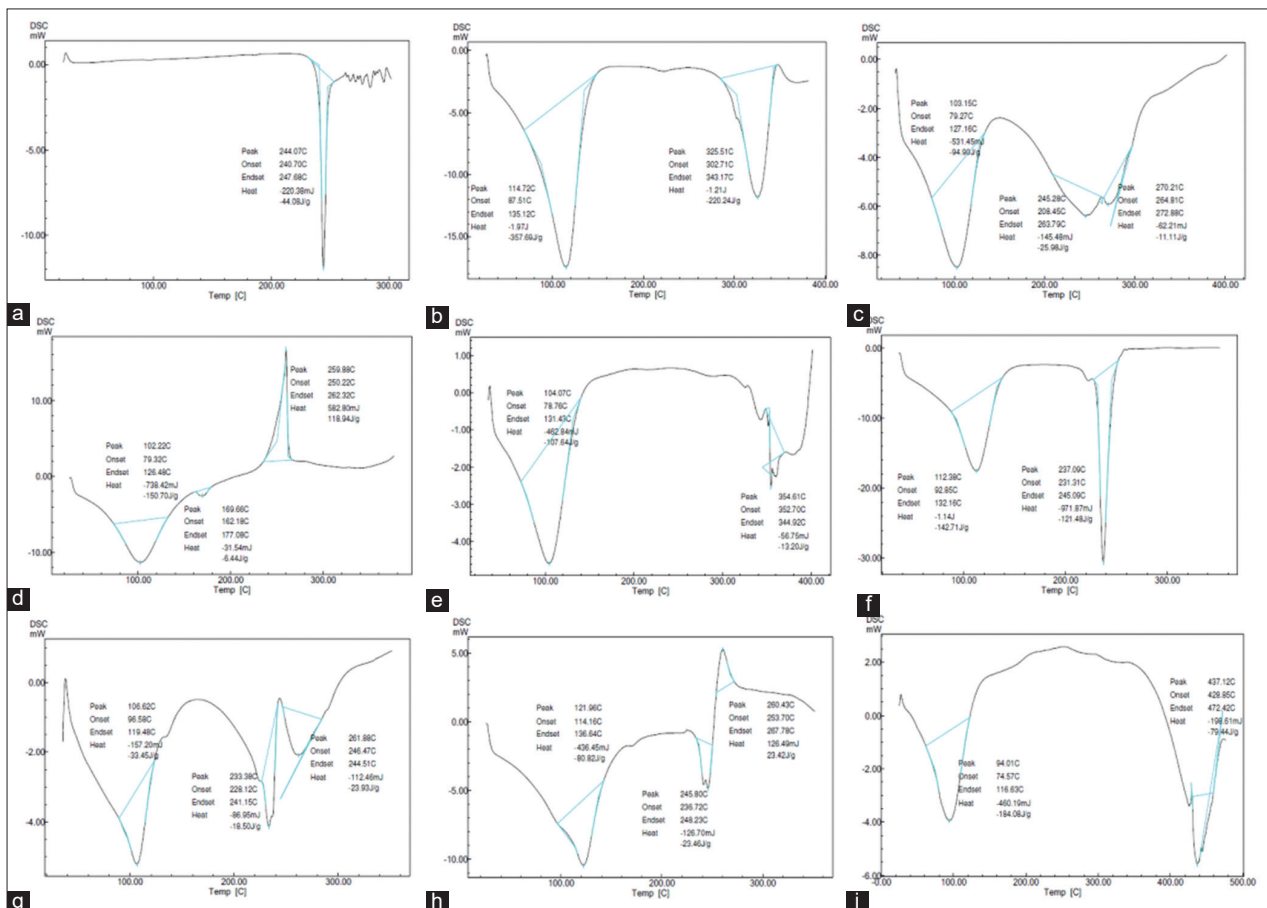 DSC
mW
0.00
-5.00
-10.00
100.00
200.00
300.00
Temp [C]
Peak 244.07C
Onset 240.70C
Endset 247.68C
Heat -220.38mJ
-44.08J/g
a
DSC
mW
0.00
-5.00
-10.00
-15.00
100.00
200.00
300.00
400.00
Temp [C]
Peak 114.72C
Onset 87.51C
Endset 135.12C
Heat -1.97J
-357.69J/g
Peak 325.51C
Onset 302.71C
Endset 343.17C
Heat -1.21J
-220.24J/g
b
DSC
mW
0.00
-2.00
-4.00
-6.00
-8.00
100.00
200.00
300.00
400.00
Temp [C]
Peak 103.15C
Onset 79.27C
Endset 127.16C
Heat -531.45mJ
-94.90J/g
Peak 245.28C
Onset 208.45C
Endset 263.79C
Heat -145.48mJ
-25.98J/g
Peak 270.21C
Onset 264.81C
Endset 272.88C
Heat -62.21mJ
-11.11J/g
c
DSC
mW
10.00
0.00
-10.00
100.00
200.00
300.00
Temp [C]
Peak 102.22C
Onset 79.32C
Endset 126.48C
Heat -738.42mJ
-150.70J/g
Peak 169.66C
Onset 162.18C
Endset 177.08C
Heat -31.54mJ
-6.44J/g
Peak 259.88C
Onset 250.22C
Endset 262.32C
Heat 582.80mJ
118.94J/g
d
DSC
mW
1.00
0.00
-1.00
-2.00
-3.00
-4.00
100.00
200.00
300.00
400.00
Temp [C]
Peak 104.07C
Onset 78.76C
Endset 131.43C
Heat -462.84mJ
-107.64J/g
Peak 354.61C
Onset 352.70C
Endset 344.92C
Heat -56.75mJ
-13.20J/g
e
DSC
mW
0.00
-10.00
-20.00
-30.00
100.00
200.00
300.00
Temp [C]
Peak 112.38C
Onset 92.85C
Endset 132.16C
Heat -1.14J
-142.71J/g
Peak 237.09C
Onset 231.31C
Endset 245.09C
Heat -971.87mJ
-121.48J/g
f
DSC
mW
0.00
-2.00
-4.00
100.00
200.00
300.00
Temp [C]
Peak 106.62C
Onset 96.58C
Endset 119.48C
Heat -157.20mJ
-33.45J/g
Peak 233.38C
Onset 228.12C
Endset 241.15C
Heat -86.95mJ
-18.50J/g
Peak 261.88C
Onset 246.47C
Endset 244.51C
Heat -112.46mJ
-23.93J/g
g
DSC
mW
5.00
0.00
-5.00
-10.00
100.00
200.00
300.00
Temp [C]
Peak 121.96C
Onset 114.16C
Endset 136.64C
Heat -436.45mJ
-80.82J/g
Peak 245.80C
Onset 236.72C
Endset 248.23C
Heat -126.70mJ
-23.46J/g
Peak 260.43C
Onset 253.70C
Endset 267.78C
Heat 126.49mJ
23.42J/g
h
DSC
mW
2.00
0.00
-2.00
-4.00
-6.00
-0.00
100.00
200.00
300.00
400.00
500.00
Temp [C]
Peak 94.01C
Onset 74.57C
Endset 116.63C
Heat -460.19mJ
-184.08J/g
Peak 437.12C
Onset 428.85C
Endset 472.42C
Heat -198.61mJ
-79.44J/g
i